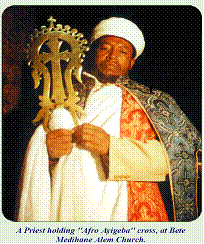 A Priest holding "Afro Ayigeba" cross, at Bete
Medihane Alem Church.